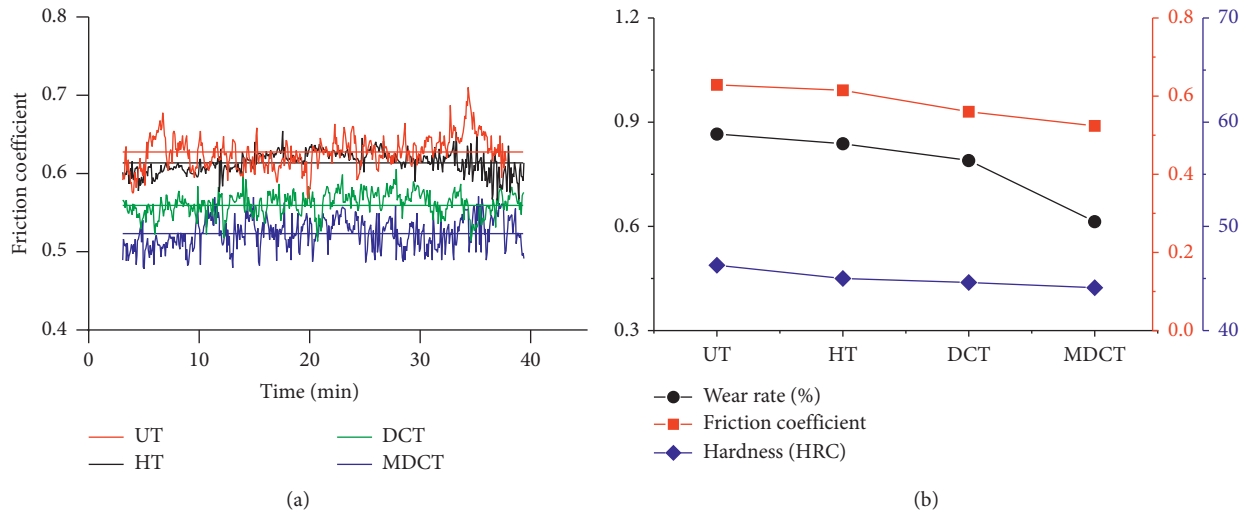 0.8
0.7
0.6
0.5
0.4
Friction coefficient
0
10
20
30
40
50
Time (min)
UT
HT
DCT
MDCT
(a)
1.2
0.9
0.6
0.3
0.8
0.6
0.4
0.2
0.0
70
60
50
40
UT
HT
DCT
MDCT
Wear rate (%)
Friction coefficient
Hardness (HRC)
(b)